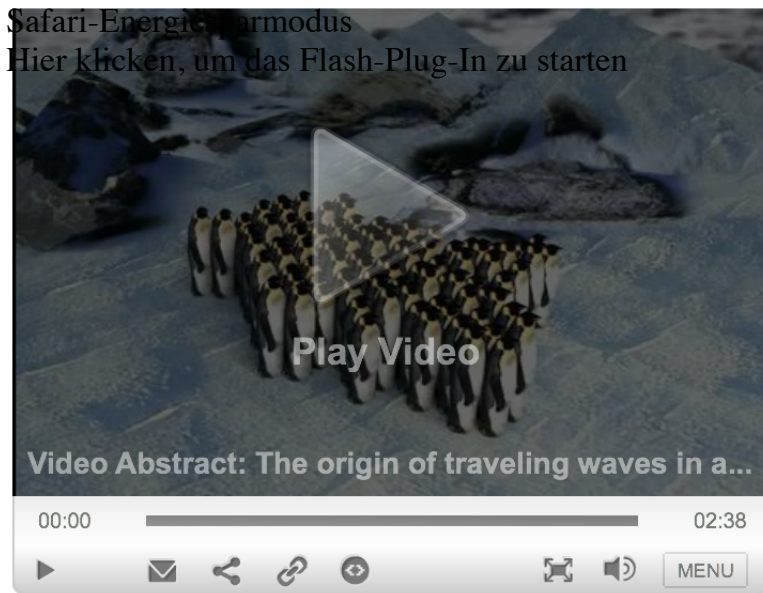 Safari-Energiesparmodus
Hier klicken, um das Flash-Plug-In zu starten
Play Video
Video Abstract: The origin of traveling waves in a...
00:00
02:38
MENU